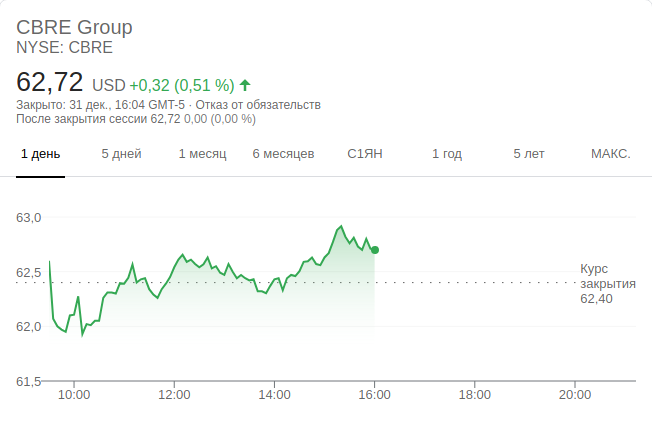 CBRE Group
NYSE: CBRE
62,72 USD +0,32 (0,51 %)
Закрыто: 31 дек., 16:04 GMT-5 · Отказ от обязательств
После закрытия сессии 62,72 0,00 (0,00 %)
1 день 5 дней 1 месяц 6 месяцев С1ЯН 1 год 5 лет МАКС.
63,0
62,5
62,0
61,5
Курс
закрытия
62,40
10:00 12:00 14:00 16:00 18:00 20:00